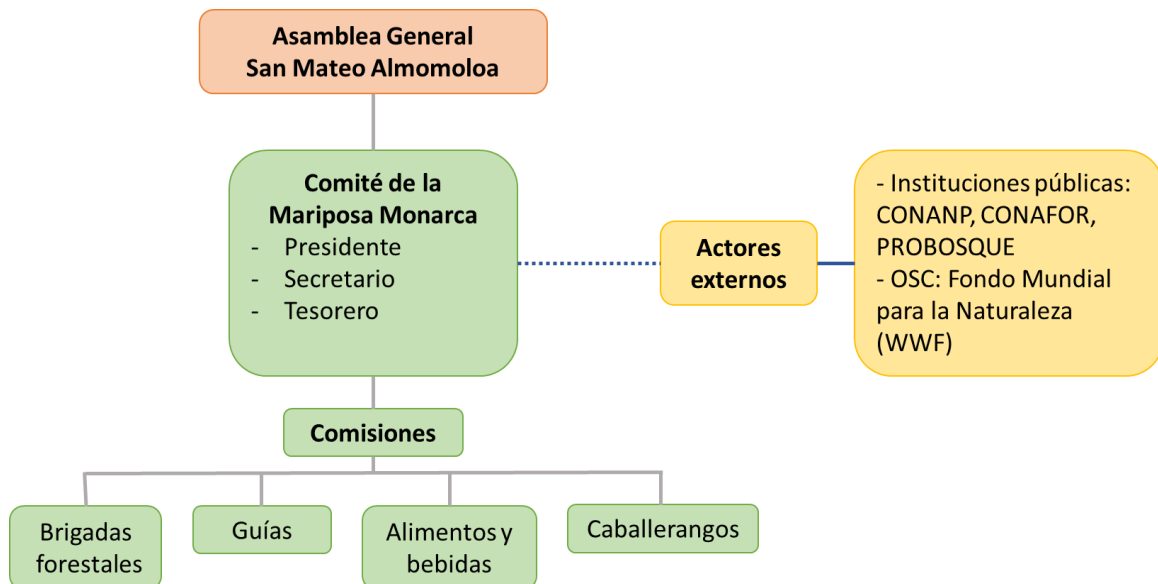 Asamblea General
San Mateo Almomoloa
Comité de la
Mariposa Monarca
- Presidente
- Secretario
- Tesorero
Actores
externos
- Instituciones públicas:
CONANP, CONAFOR,
PROBOSQUE
- OSC: Fondo Mundial
para la Naturaleza
(WWF)
Comisiones
Brigadas
forestales
Guías
Alimentos y
bebidas
Caballerangos